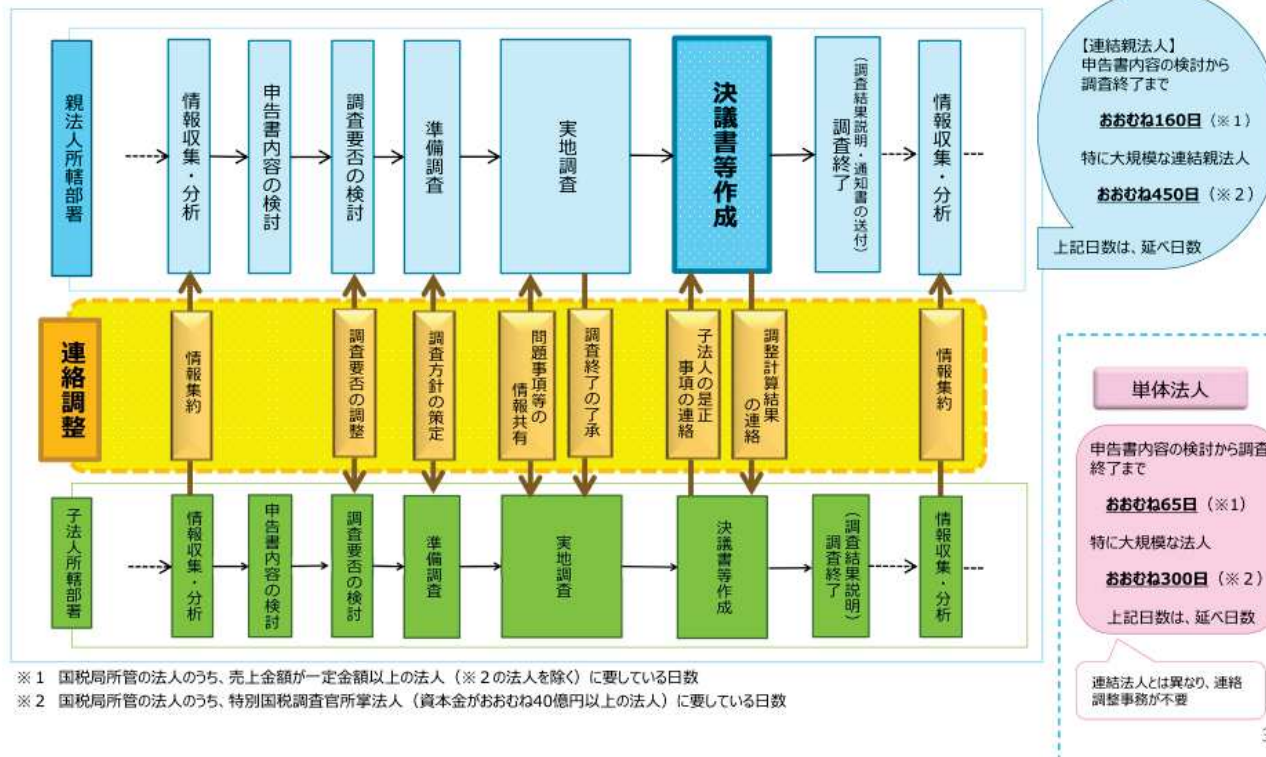 親法人所轄部署
情報収集・分析
申告書内容の検討
調査要否の検討
準備調査
実地調査
決議書等作成
調査終了
（調査結果説明・通知書の送付）
情報収集・分析
【連結親法人】
申告書内容の検討から
調査終了まで
おおむね160日（※１）
特に大規模な連結親法人
おおむね450日（※２）
上記日数は、延べ日数
連絡調整
情報集約
調査要否の調整
調査方針の策定
問題事項等の
情報共有
調査終了の了承
子法人の是正
事項の連絡
調整計算結果
の連絡
情報集約
子法人所轄部署
情報収集・分析
申告書内容の検討
調査要否の検討
準備調査
実地調査
決議書等作成
調査終了
（調査結果説明）
情報収集・分析
単体法人
申告書内容の検討から調査
終了まで
おおむね65日（※1）
特に大規模な法人
おおむね300日（※２）
上記日数は、延べ日数
連結法人とは異なり、連絡
調整事務が不要
※１　国税局所管の法人のうち、売上金額が一定金額以上の法人（※２の法人を除く）に要している日数
※２　国税局所管の法人のうち、特別国税調査官所掌法人（資本金がおおむね40億円以上の法人）に要している日数